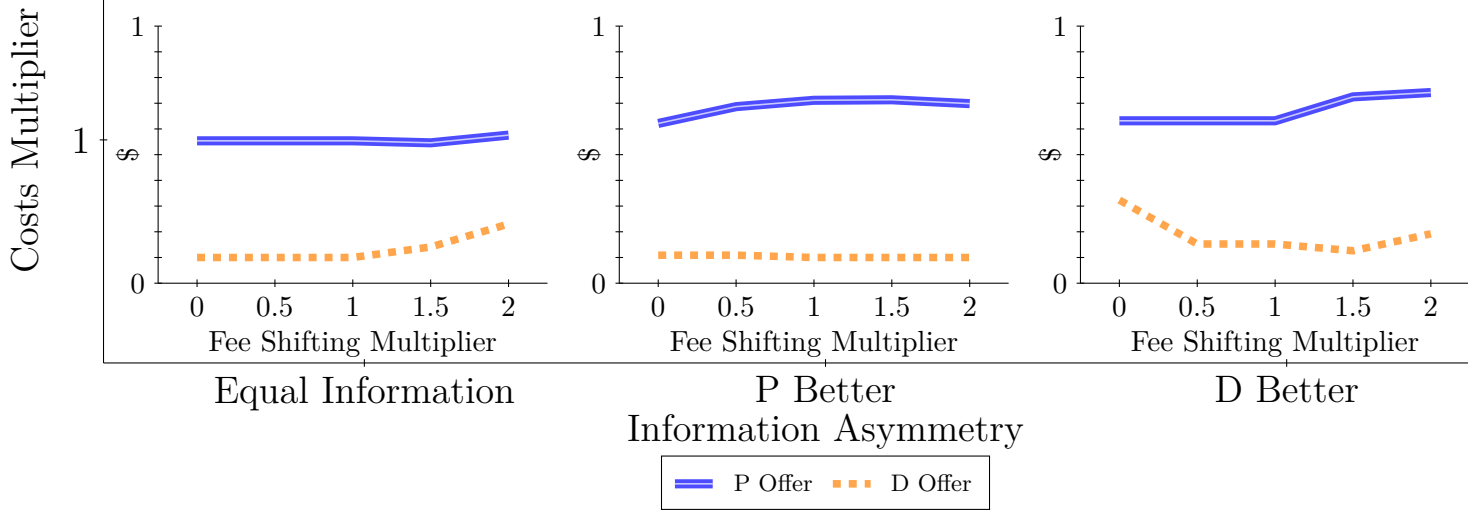 Costs Multiplier
1
1
$
0
0 0.5 1 1.5 2
Fee Shifting Multiplier
1
$
0
0 0.5 1 1.5 2
Fee Shifting Multiplier
1
$
0
0 0.5 1 1.5 2
Fee Shifting Multiplier
Equal Information
P Better
D Better
Information Asymmetry
P Offer
D Offer